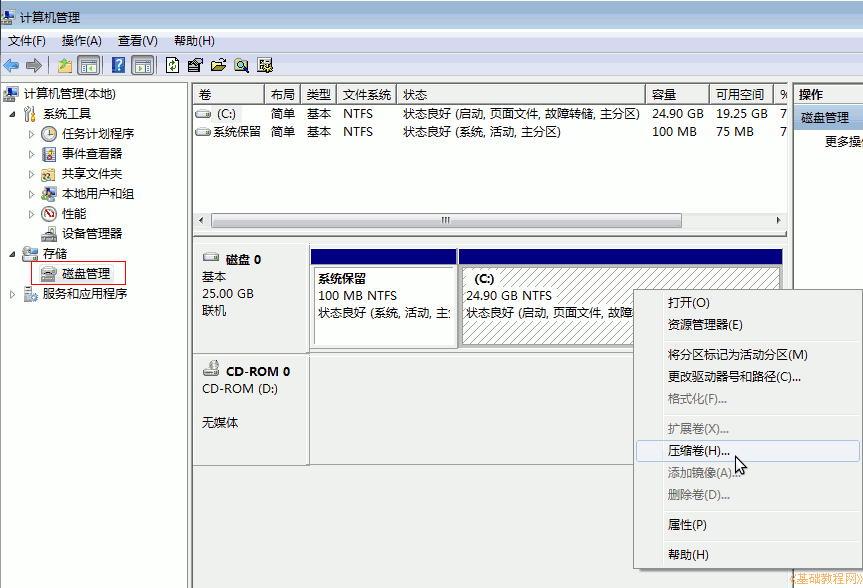 计算机管理
文件(F) 操作(A) 查看(V) 帮助(H)
计算机管理(本地)
系统工具
任务计划程序
事件查看器
共享文件夹
本地用户和组
性能
设备管理器
存储
磁盘管理
服务和应用程序
卷 布局 类型 文件系统 状态 容量 可用空间 %
(C:) 简单 基本 NTFS 状态良好 (启动, 页面文件, 故障转储, 主分区) 24.90 GB 19.25 GB 7
系统保留 简单 基本 NTFS 状态良好 (系统, 活动, 主分区) 100 MB 75 MB 7
操作
磁盘管理
更多操
磁盘 0
基本
25.00 GB
联机
系统保留
100 MB NTFS
状态良好 (系统, 活动, 主
(C:)
24.90 GB NTFS
状态良好 (启动, 页面文件, 故障
CD-ROM 0
CD-ROM (D:)
无媒体
打开(O)
资源管理器(E)
将分区标记为活动分区(M)
更改驱动器号和路径(C)...
格式化(F)...
扩展卷(X)...
压缩卷(H)...
添加镜像(A)...
删除卷(D)...
属性(P)
帮助(H)
《基础教程网》